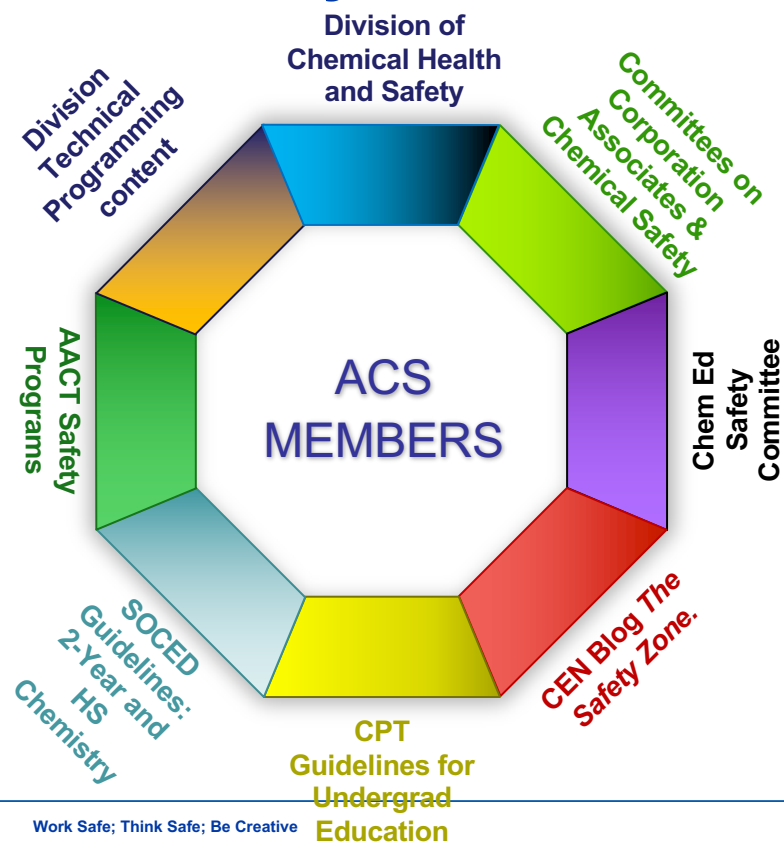 Division of
Chemical Health
and Safety
Committees on
Corporation
Associates &
Chemical Safety
Chem Ed
Safety
Committee
CEN Blog The
Safety Zone.
CPT
Guidelines for
Undergrad
Education
SOCED
Guidelines:
2-Year and
HS
Chemistry
AACT Safety
Programs
Division
Technical
Programming
content
ACS
MEMBERS
Work Safe; Think Safe; Be Creative